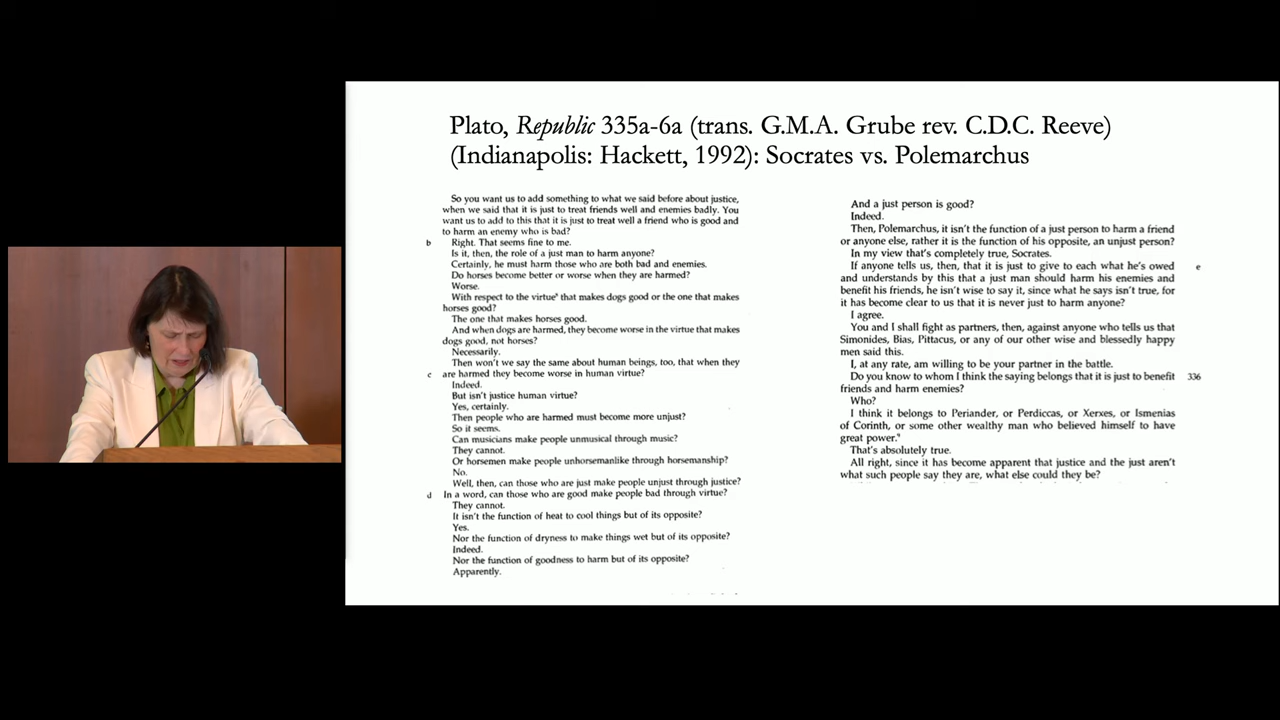 Plato, Republic 335a-6a (trans. G.M.A. Grube rev. C.D.C. Reeve)
(Indianapolis: Hackett, 1992): Socrates vs. Polemarchus
So you want us to add something to what we said before about justice,
when we said that it is just to treat friends well and enemies badly. You
want us to add to this that it is just to treat well a friend who is good and
to harm an enemy who is bad?
b Right. That seems fine to me.
Is it, then, the role of a just man to harm anyone?
Certainly, he must harm those who are both bad and enemies.
Do horses become better or worse when they are harmed?
Worse.
With respect to the virtue that makes dogs good or the one that makes
horses good?
The one that makes horses good.
And when dogs are harmed, they become worse in the virtue that makes
dogs good, not horses?
Necessarily.
Then won't we say the same about human beings, too, that when they
c are harmed they become worse in human virtue?
Indeed.
But isn't justice human virtue?
Yes, certainly.
Then people who are harmed must become more unjust?
So it seems.
Can musicians make people unmusical through music?
They cannot.
Or horsemen make people unhorsemanlike through horsemanship?
No.
Well, then, can those who are just make people unjust through justice?
d In a word, can those who are good make people bad through virtue?
They cannot.
It isn't the function of heat to cool things but of its opposite?
Yes.
Nor the function of dryness to make things wet but of its opposite?
Indeed.
Nor the function of goodness to harm but of its opposite?
Apparently.
And a just person is good?
Indeed.
Then, Polemarchus, it isn't the function of a just person to harm a friend
or anyone else, rather it is the function of his opposite, an unjust person?
In my view that's completely true, Socrates.
If anyone tells us, then, that it is just to give to each what he's owed e
and understands by this that a just man should harm his enemies and
benefit his friends, he isn't wise to say it, since what he says isn't true, for
it has become clear to us that it is never just to harm anyone?
I agree.
You and I shall fight as partners, then, against anyone who tells us that
Simonides, Bias, Pittacus, or any of our other wise and blessedly happy
men said this.
I, at any rate, am willing to be your partner in the battle.
Do you know to whom I think the saying belongs that it is just to benefit 336
friends and harm enemies?
Who?
I think it belongs to Periander, or Perdiccas, or Xerxes, or Ismenias
of Corinth, or some other wealthy man who believed himself to have
great power.
That's absolutely true.
All right, since it has become apparent that justice and the just aren't
what such people say they are, what else could they be?